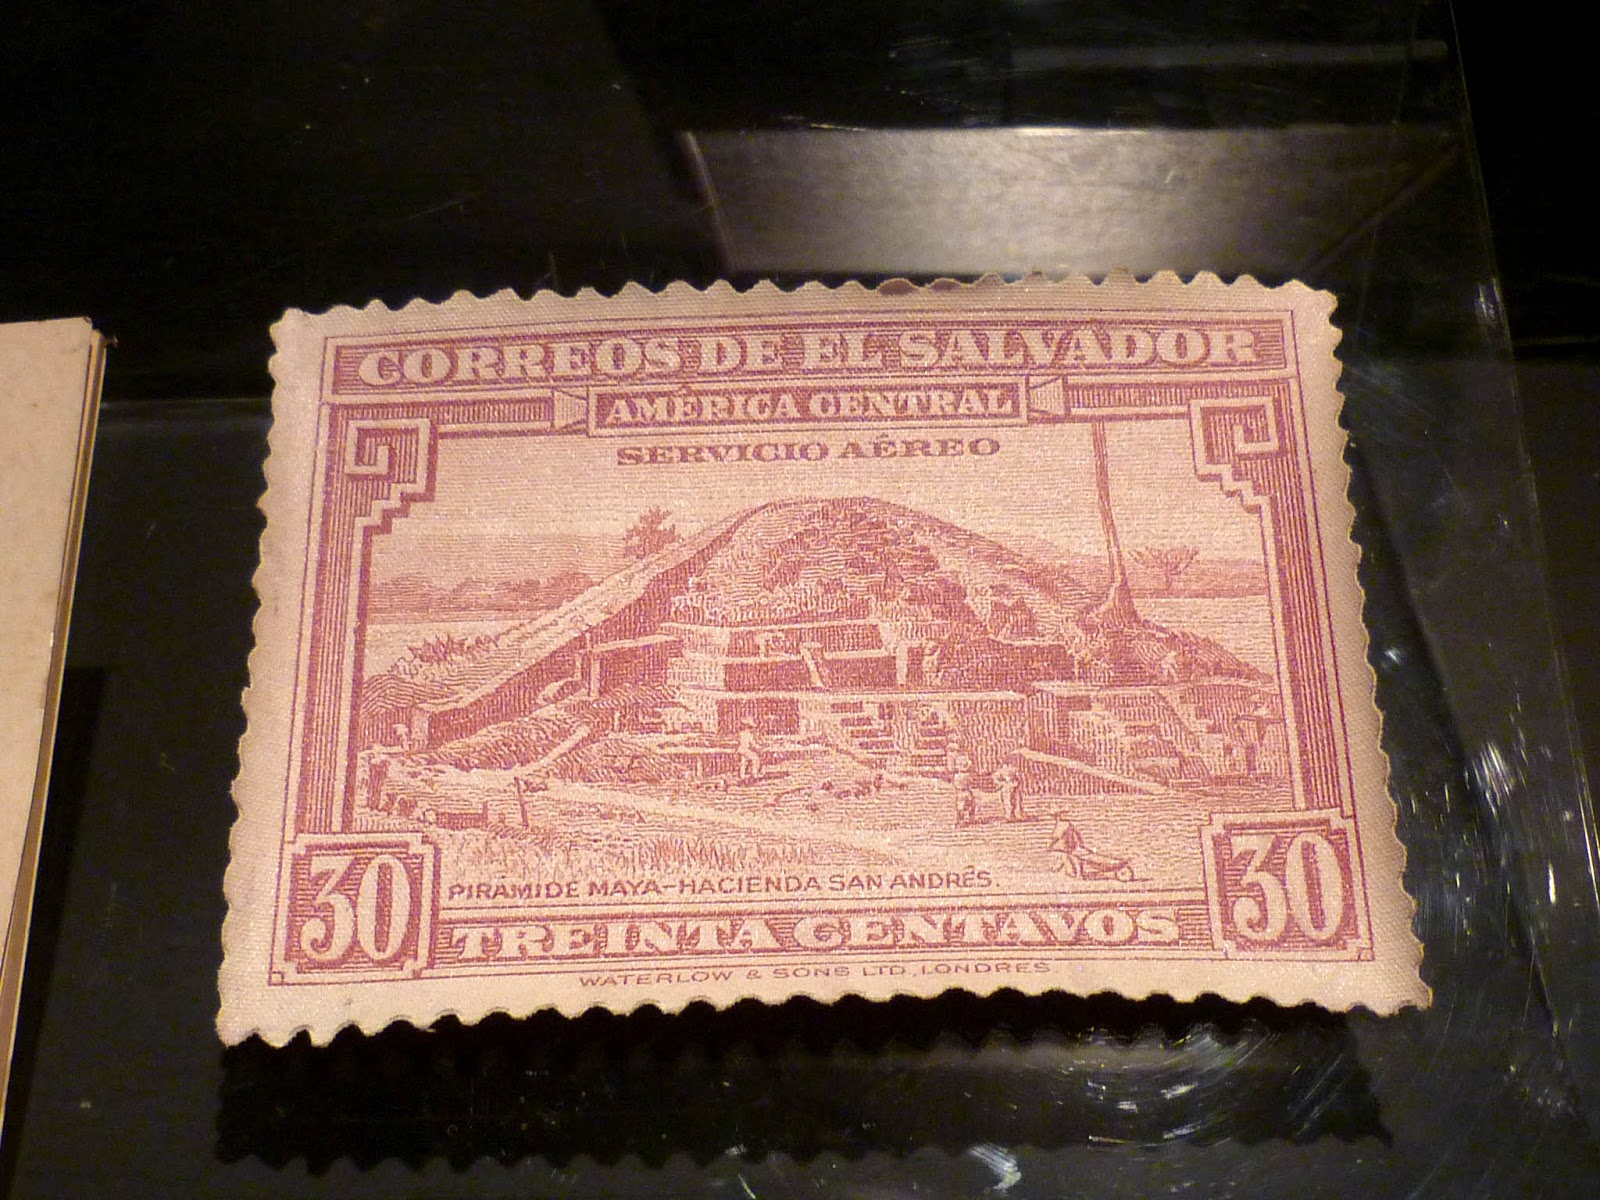 CORREOS DE EL SALVADOR
AMÉRICA CENTRAL
SERVICIO AÉREO
PIRÁMIDE MAYA-HACIENDA SAN ANDRÉS.
30
30
TREINTA CENTAVOS
WATERLOW & SONS LTD, LONDRES.